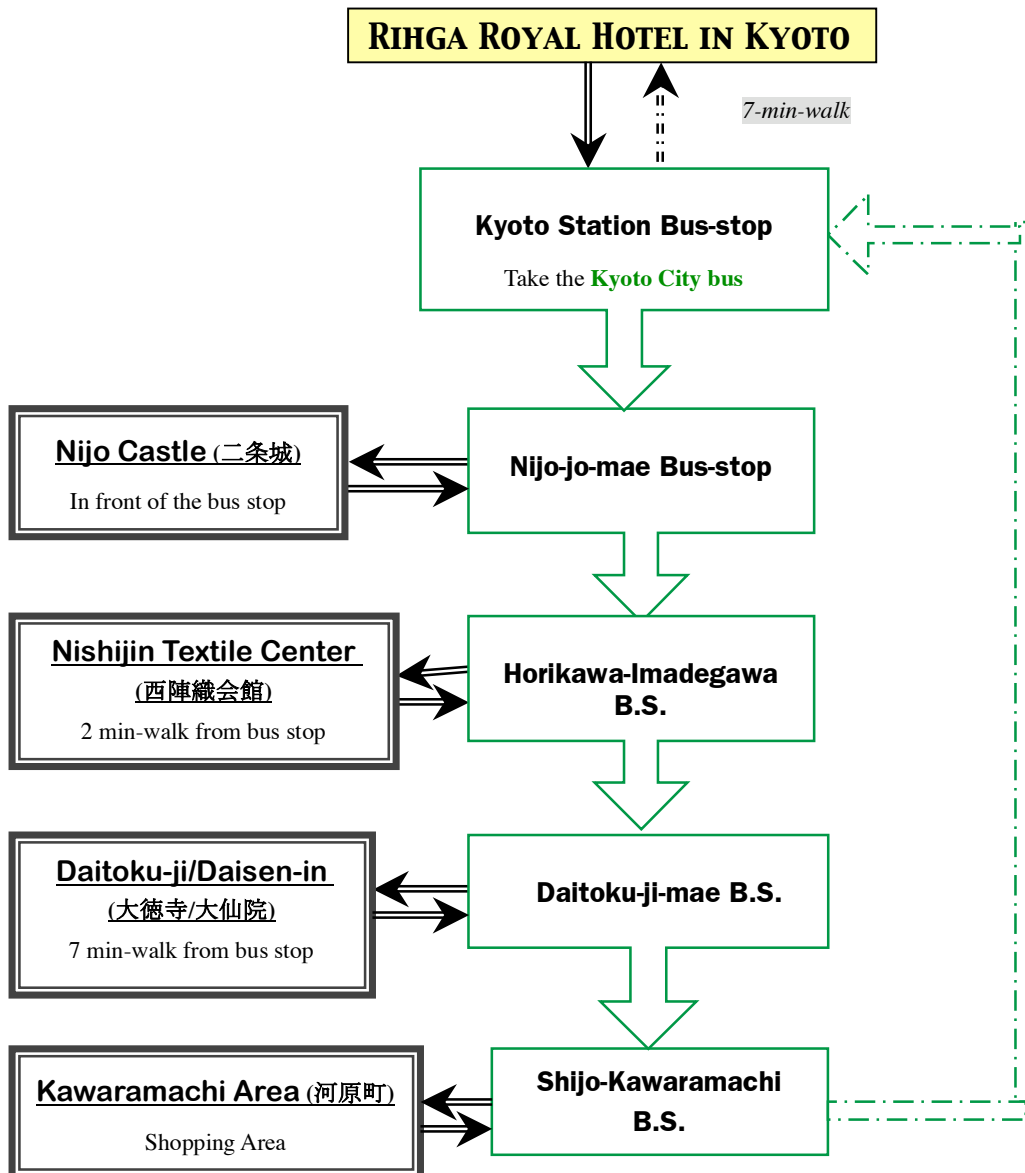 RIHGA ROYAL HOTEL IN KYOTO
7-min-walk
Kyoto Station Bus-stop
Take the Kyoto City bus
Nijo Castle (二条城)
In front of the bus stop
Nijo-jo-mae Bus-stop
Nishijin Textile Center
(西陣織会館)
2 min-walk from bus stop
Horikawa-Imadegawa
B.S.
Daitoku-ji/Daisen-in
(大徳寺/大仙院)
7 min-walk from bus stop
Daitoku-ji-mae B.S.
Kawaramachi Area (河原町)
Shopping Area
Shijo-Kawaramachi
B.S.